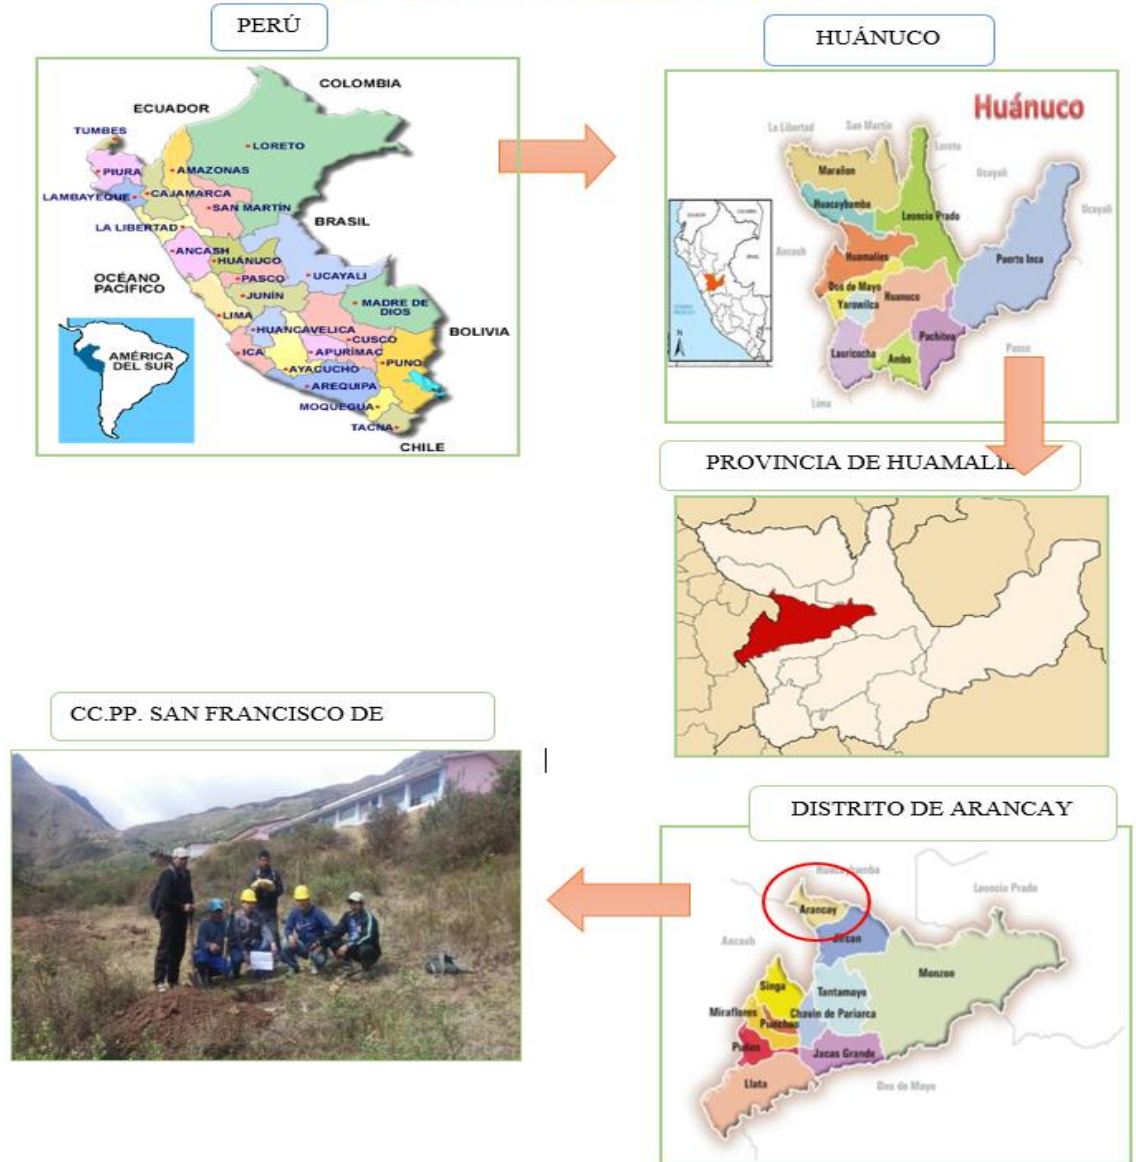 PERÚ
COLOMBIA
ECUADOR
TUMBES
LORETO
PIURA
AMAZONAS
LAMBAYEQUE
CAJAMARCA
SAN MARTÍN
BRASIL
LA LIBERTAD
ANCASH
HUÁNUCO
OCÉANO
PACÍFICO
UCAYALI
PASCO
JUNÍN
MADRE DE
DIOS
LIMA
HUANCAVELICA
BOLIVIA
CUSCO
ICA
APURÍMAC
PUNO
AMÉRICA
DEL SUR
AYACUCHO
AREQUIPA
MOQUEGUA
TACNA
CHILE
HUÁNUCO
Huánuco
La Libertad
San Martín
Loreto
Marañon
Ucayali
Huacaybamba
Leoncio Prado
Ucayali
Ancash
Huamalies
Puerto Inca
Dos de Mayo
Huanuco
Yarowilca
Pachitea
Lauricocha
Ambo
Pasco
Lima
N
PROVINCIA DE HUAMALIE
CC.PP. SAN FRANCISCO DE
DISTRITO DE ARANCAY
Huacaybamba
Leoncio Prado
Arancay
Jircan
Ancash
Monzon
Singa
Tantamayo
Miraflores
Chavin de Pariarca
Punchao
Jacas Grande
Llata
Dos de Mayo